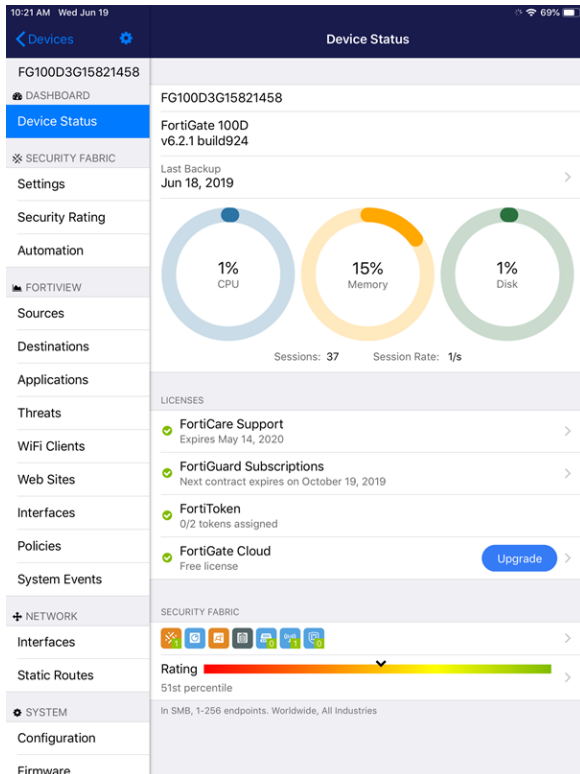 10:21 AM Wed Jun 19
69%
Devices
Device Status
FG100D3G15821458
DASHBOARD
Device Status
SECURITY FABRIC
Settings
Security Rating
Automation
FORTIVIEW
Sources
Destinations
Applications
Threats
WiFi Clients
Web Sites
Interfaces
Policies
System Events
NETWORK
Interfaces
Static Routes
SYSTEM
Configuration
Firmware
FG100D3G15821458
FortiGate 100D
v6.2.1 build924
Last Backup
Jun 18, 2019
1%
CPU
15%
Memory
1%
Disk
Sessions: 37 Session Rate: 1/s
LICENSES
FortiCare Support
Expires May 14, 2020
FortiGuard Subscriptions
Next contract expires on October 19, 2019
FortiToken
0/2 tokens assigned
FortiGate Cloud
Free license
Upgrade
SECURITY FABRIC
1 0 1 0
Rating
51st percentile
In SMB, 1-256 endpoints. Worldwide, All Industries